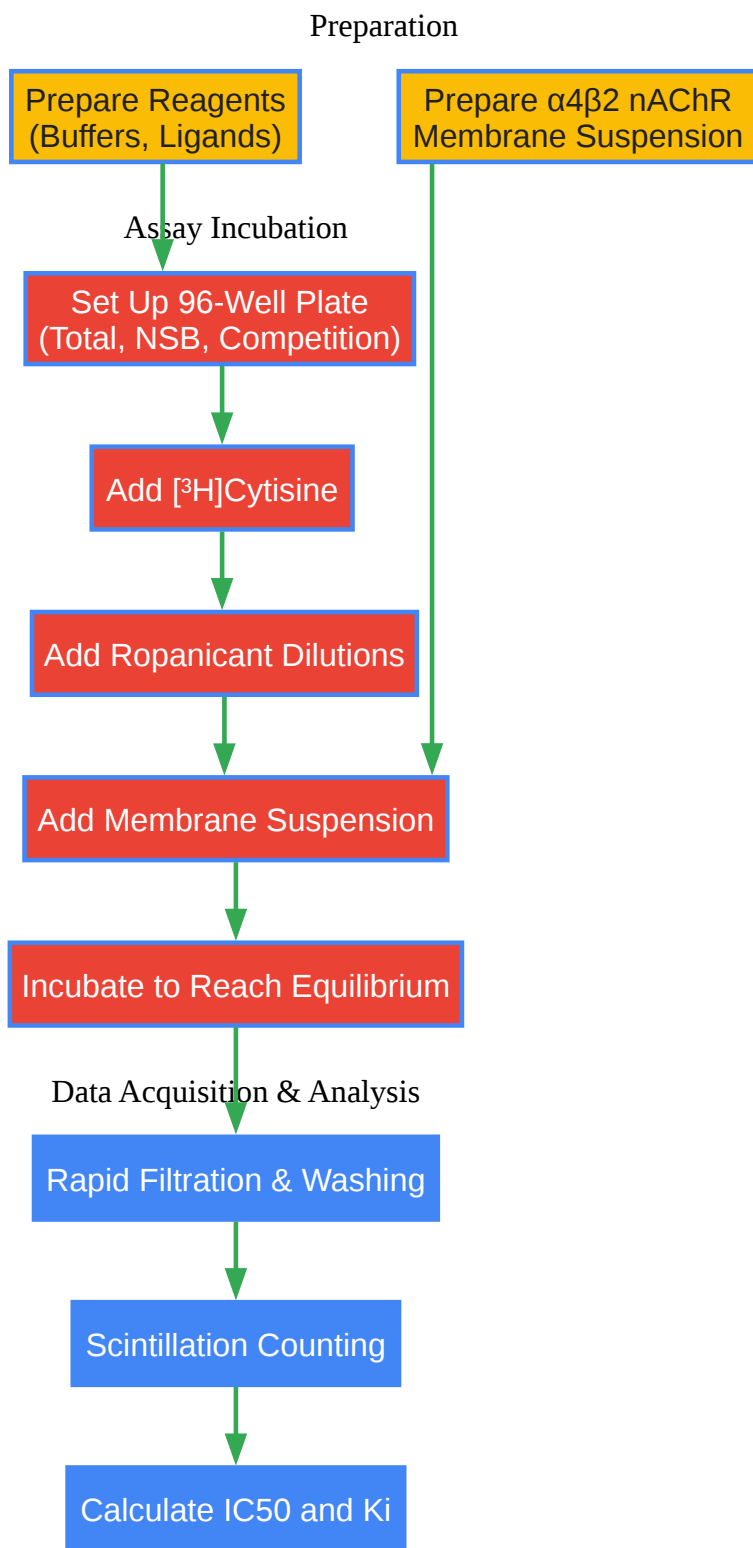 Preparation
Prepare Reagents
(Buffers, Ligands)
Prepare α4β2 nAChR
Membrane Suspension
Assay Incubation
Set Up 96-Well Plate
(Total, NSB, Competition)
Add [³H]Cytisine
Add Ropanicant Dilutions
Add Membrane Suspension
Incubate to Reach Equilibrium
Data Acquisition & Analysis
Rapid Filtration & Washing
Scintillation Counting
Calculate IC50 and Ki